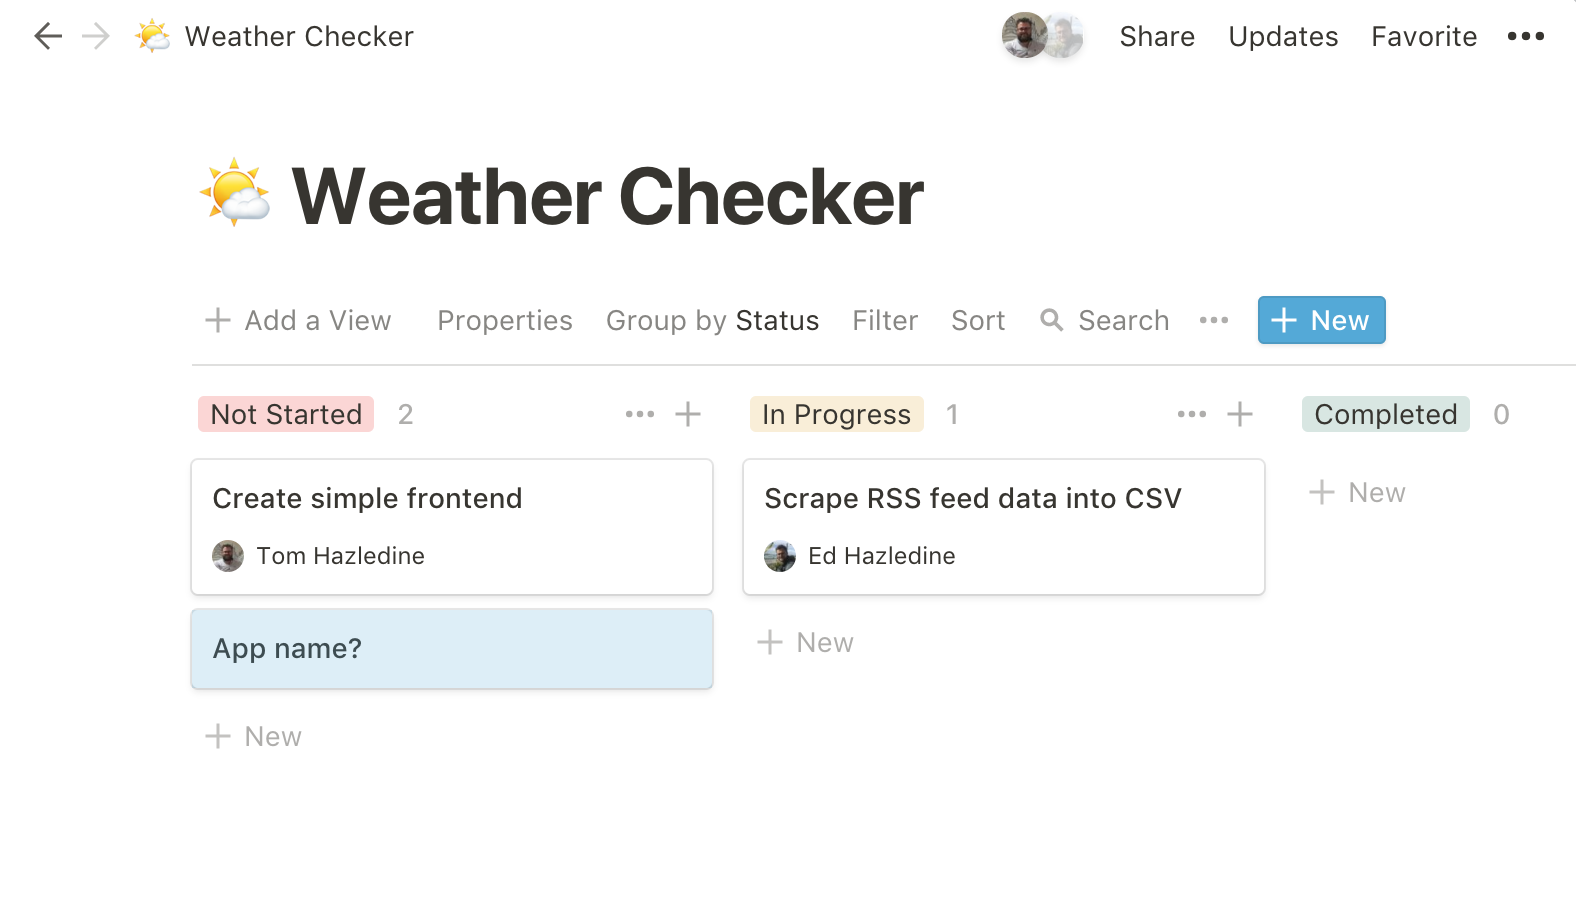 Weather Checker
Share Updates Favorite
Weather Checker
Add a View Properties Group by Status Filter Sort Search New
Not Started 2
Create simple frontend
Tom Hazledine
App name?
New
In Progress 1
Scrape RSS feed data into CSV
Ed Hazledine
New
Completed 0
New